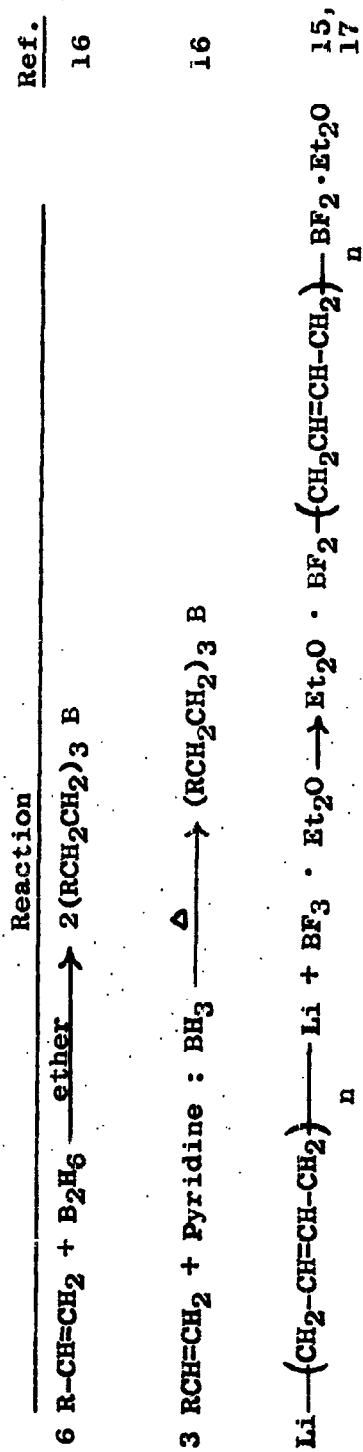 Reaction Ref.
6 R-CH=CH2 + B2H6 —ether→ 2(RCH2CH2)3 B 16
3 RCH=CH2 + Pyridine : BH3 —Δ→ (RCH2CH2)3 B 16
Li—(CH2-CH=CH-CH2)n—Li + BF3 · Et2O → Et2O · BF2—(CH2CH=CH-CH2)n—BF2·Et2O 15, 17